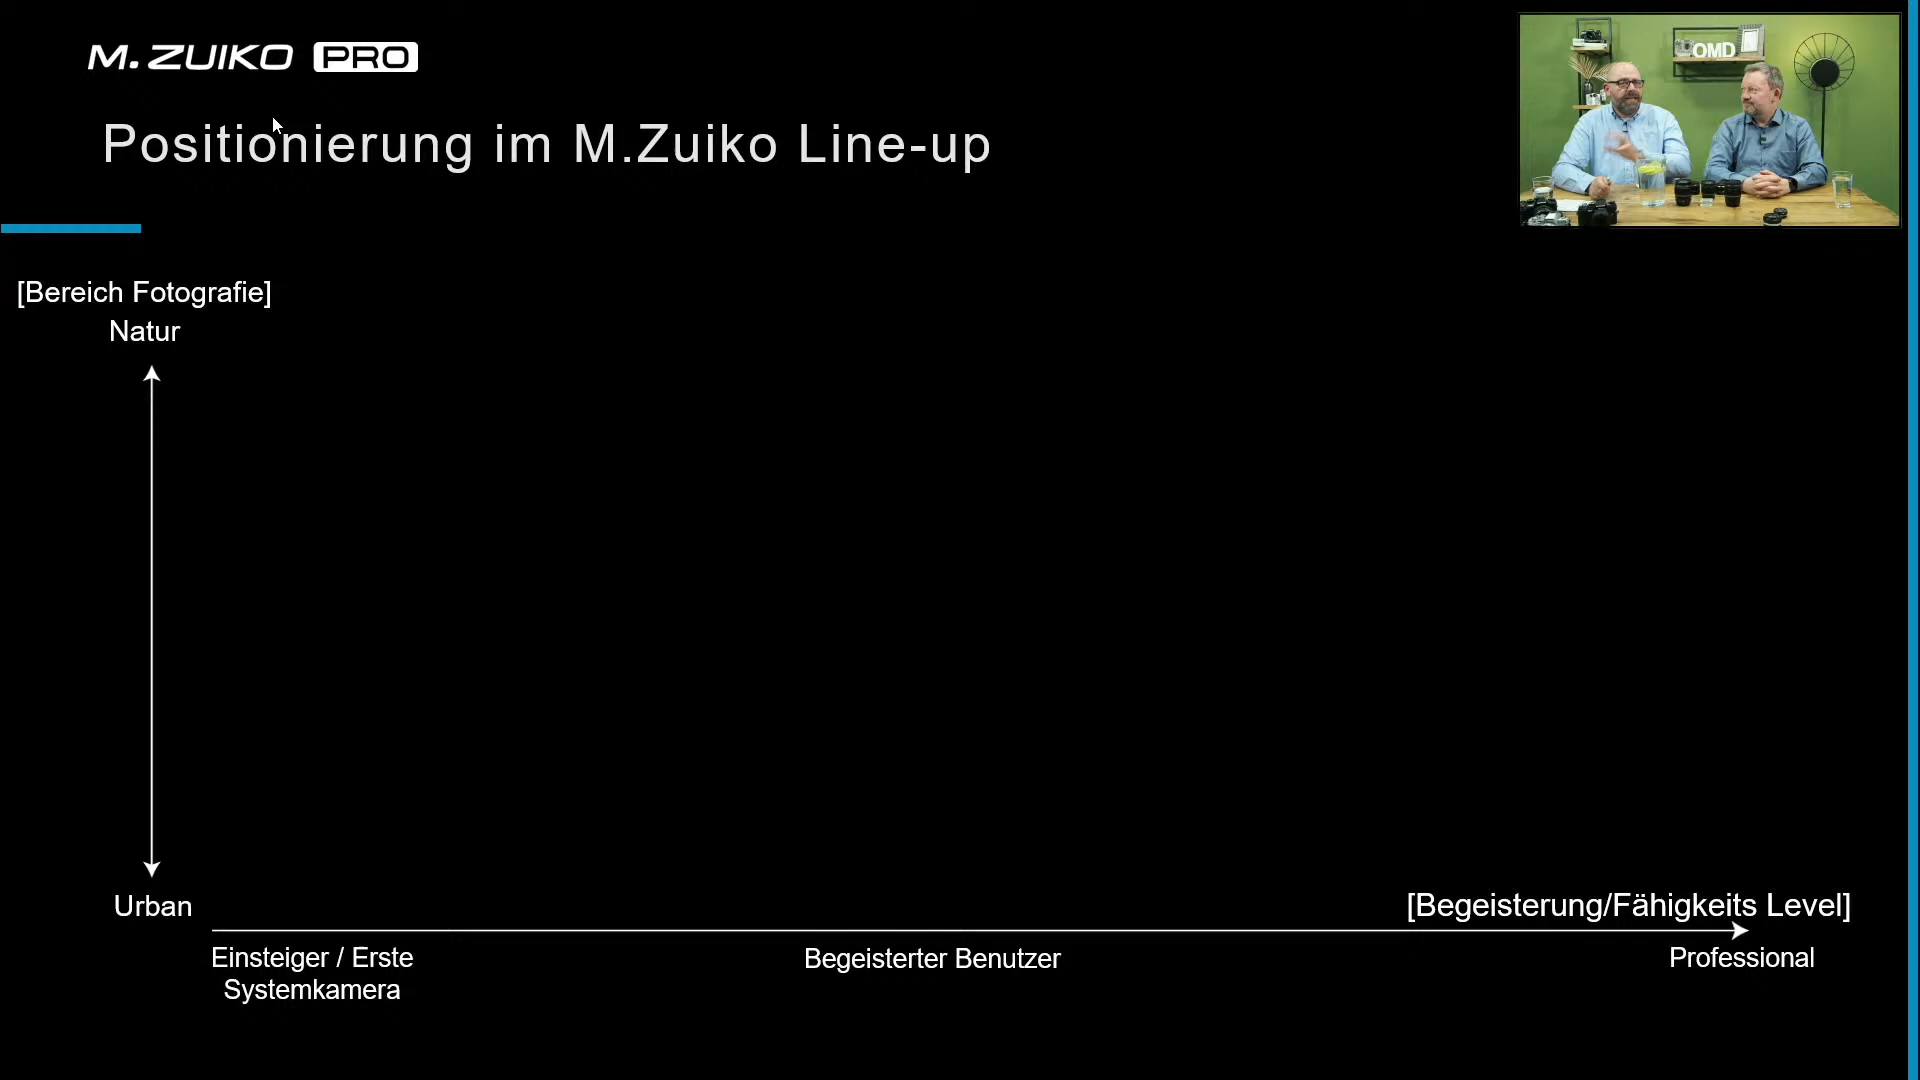 M.ZUIKO PRO
OMD
Positionierung im M.Zuiko Line-up
[Bereich Fotografie]
Natur
Urban
[Begeisterung/Fähigkeits Level]
Einsteiger / Erste
Systemkamera
Begeisterter Benutzer
Professional